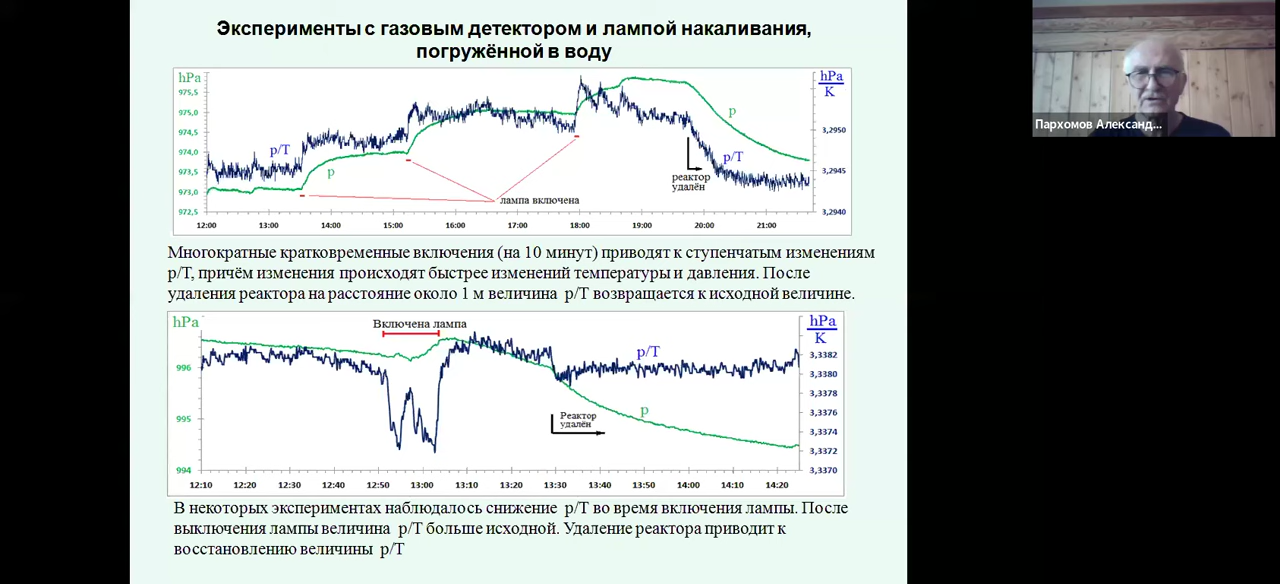 Эксперименты с газовым детектором и лампой накаливания,
погружённой в воду
Пархомов Александ...
hPa
hPa
K
975,5
975,0
974,5
974,0
973,5
973,0
972,5
p/T
p
лампа включена
реактор
удалён
p
p/T
3,2950
3,2945
3,2940
12:00 13:00 14:00 15:00 16:00 17:00 18:00 19:00 20:00 21:00
Многократные кратковременные включения (на 10 минут) приводят к ступенчатым изменениям
p/T, причём изменения происходят быстрее изменений температуры и давления. После
удаления реактора на расстояние около 1 м величина p/T возвращается к исходной величине.
hPa
Включена лампа
hPa
K
996
995
994
p/T
p
Реактор
удалён
3,3382
3,3380
3,3378
3,3376
3,3374
3,3372
3,3370
12:10 12:20 12:30 12:40 12:50 13:00 13:10 13:20 13:30 13:40 13:50 14:00 14:10 14:20
В некоторых экспериментах наблюдалось снижение p/T во время включения лампы. После
выключения лампы величина p/T больше исходной. Удаление реактора приводит к
восстановлению величины p/T